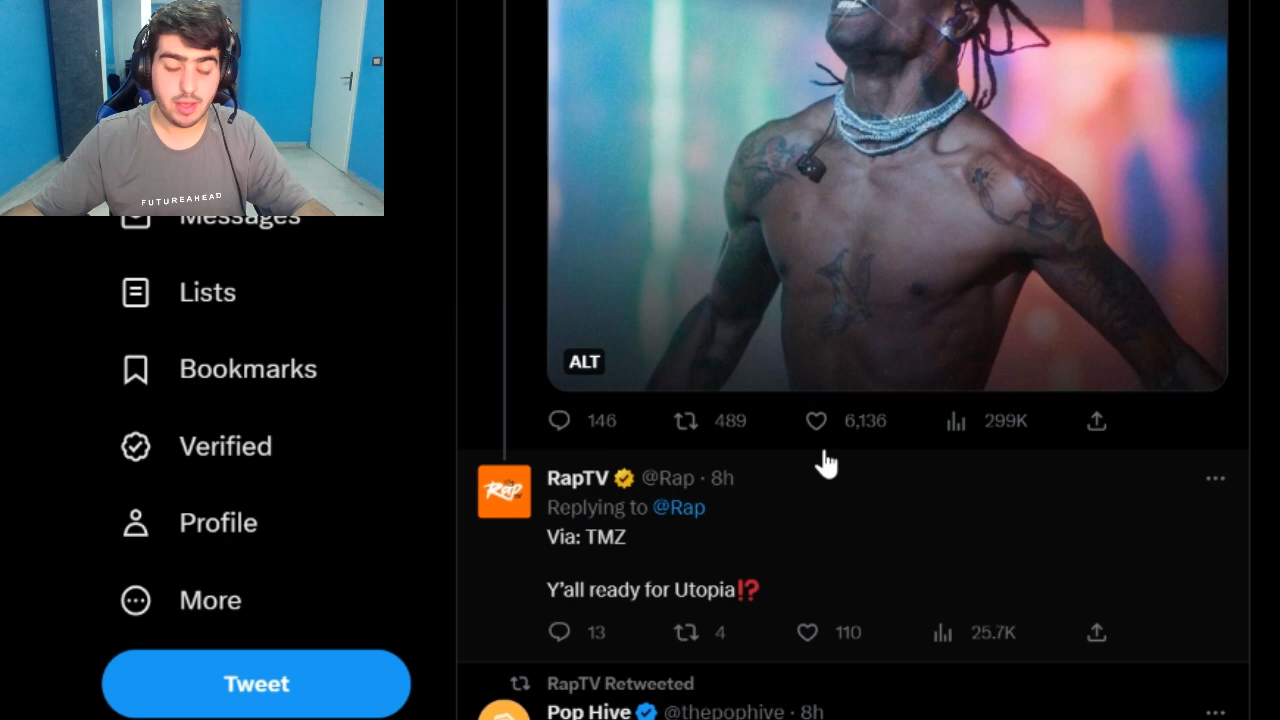 FUTUREAHEAD
Messages
Lists
Bookmarks
Verified
Profile
More
Tweet
ALT
146 489 6,136 299K
Rap
RapTV @Rap · 8h
Replying to @Rap
Via: TMZ
Y'all ready for Utopia⁉️
13 4 110 25.7K
RapTV Retweeted
Pop Hive @thepophive · 8h